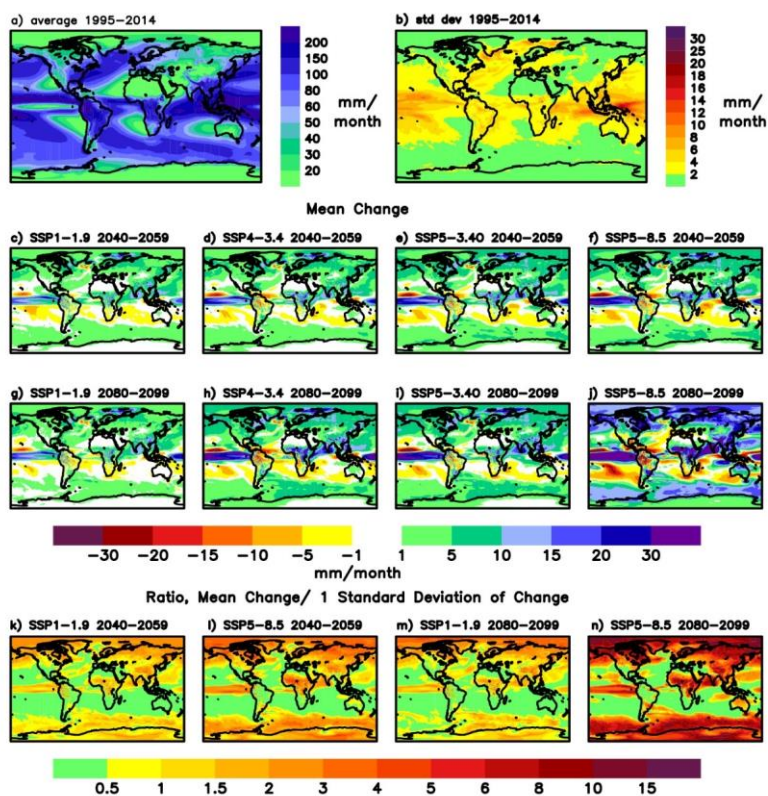 a) average 1995-2014
b) std dev 1995-2014
200
150
100
80
60
50
40
30
20
mm/
month
30
25
20
18
16
14
12
10
8
6
4
2
mm/
month
Mean Change
c) SSP1-1.9 2040-2059
d) SSP4-3.4 2040-2059
e) SSP5-3.40 2040-2059
f) SSP5-8.5 2040-2059
g) SSP1-1.9 2080-2099
h) SSP4-3.4 2080-2099
i) SSP5-3.40 2080-2099
j) SSP5-8.5 2080-2099
-30 -20 -15 -10 -5 -1 1 5 10 15 20 30
mm/month
Ratio, Mean Change/ 1 Standard Deviation of Change
k) SSP1-1.9 2040-2059
l) SSP5-8.5 2040-2059
m) SSP1-1.9 2080-2099
n) SSP5-8.5 2080-2099
0.5 1 1.5 2 3 4 5 6 8 10 15